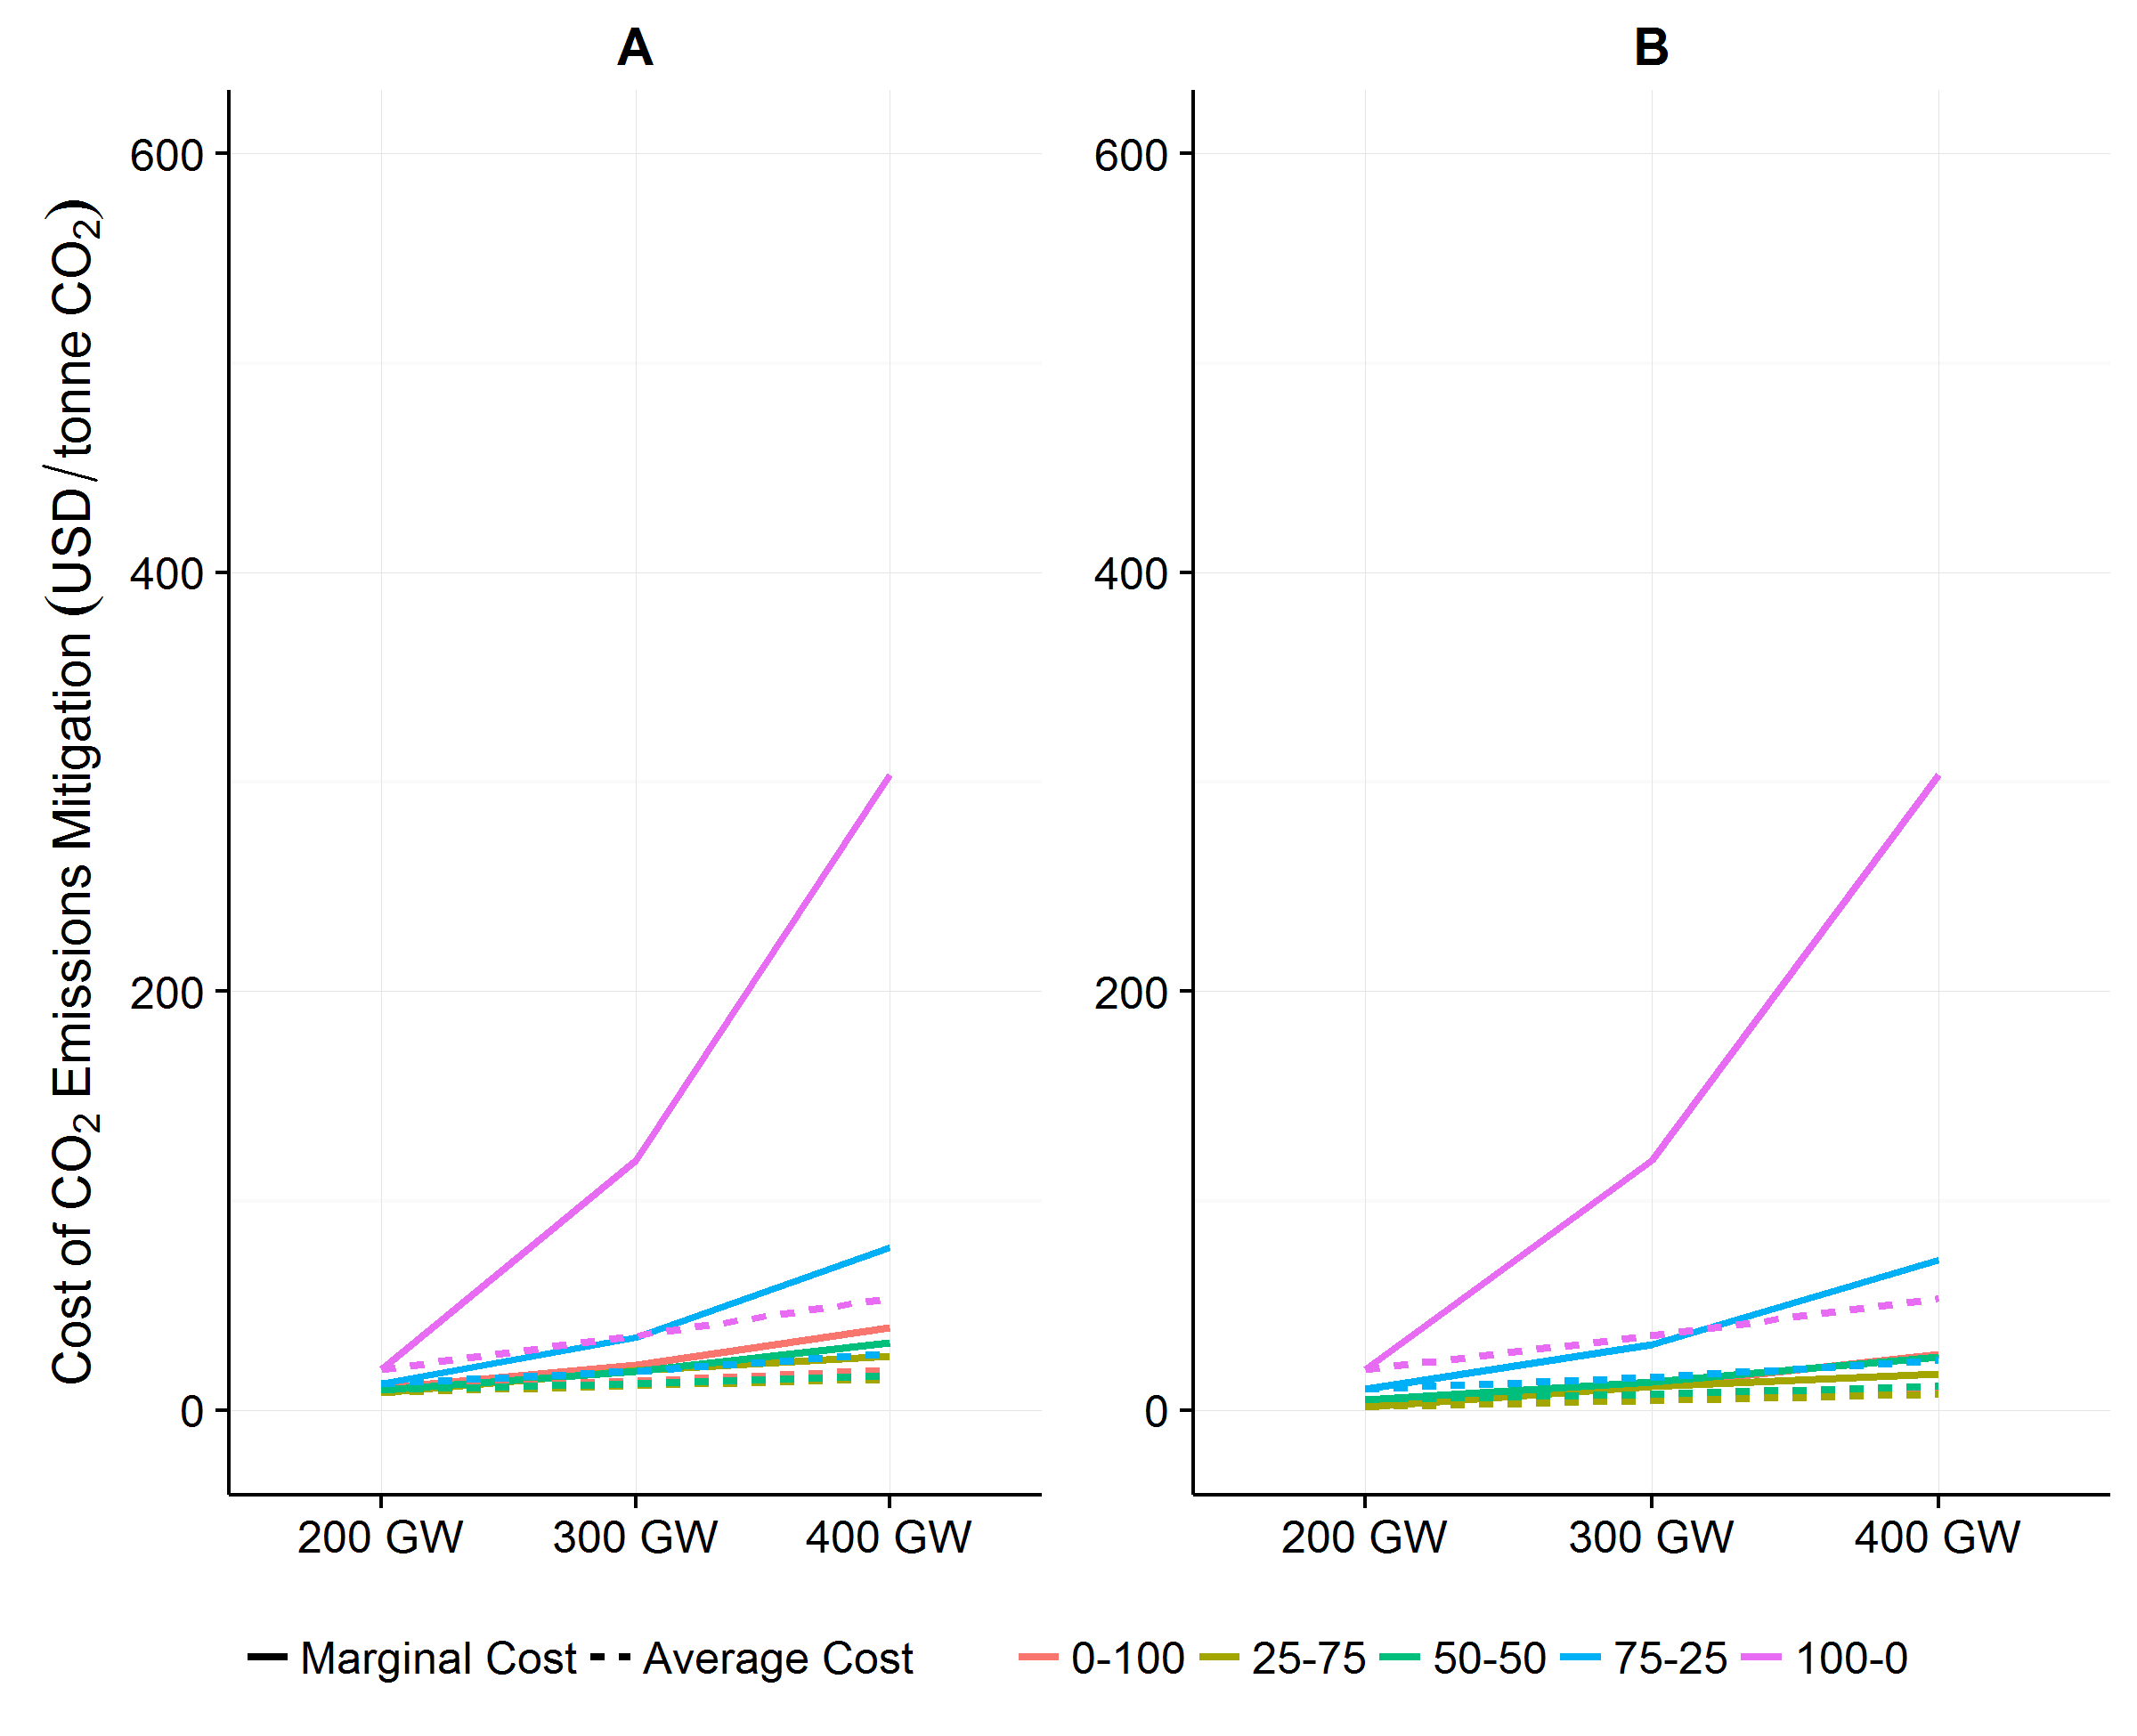 A
B
Cost of CO₂ Emissions Mitigation (USD/tonne CO₂)
600
400
200
0
600
400
200
0
200 GW 300 GW 400 GW
200 GW 300 GW 400 GW
Marginal Cost Average Cost 0-100 25-75 50-50 75-25 100-0